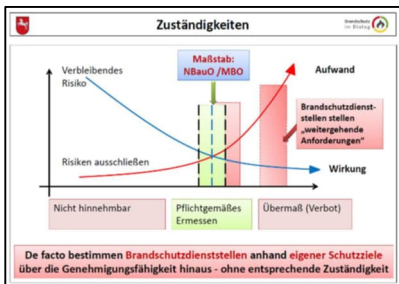 Zuständigkeiten
Brandschutz
im Dialog
Maßstab:
NBauO /MBO
Verbleibendes
Risiko
Aufwand
Brandschutzdienst-
stellen stellen
„weitergehende
Anforderungen“
Risiken ausschließen
Wirkung
Nicht hinnehmbar
Pflichtgemäßes
Ermessen
Übermaß (Verbot)
De facto bestimmen Brandschutzdienststellen anhand eigener Schutzziele
über die Genehmigungsfähigkeit hinaus - ohne entsprechende Zuständigkeit